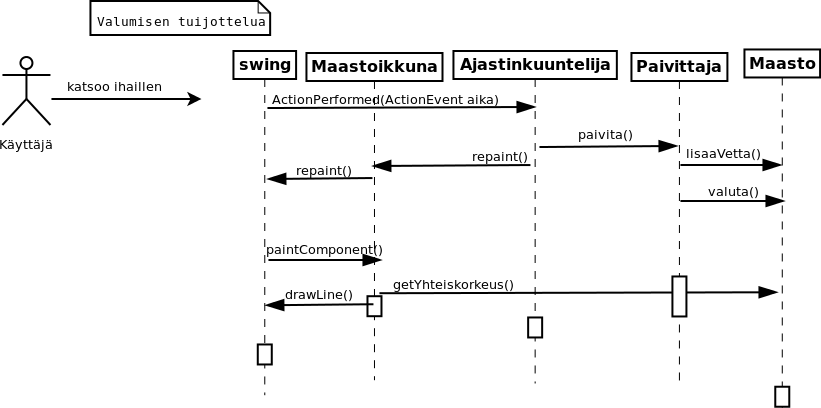 Valumisen tuijottelua
swing
Maastoikkuna
Ajastinkuuntelija
Paivittaja
Maasto
katsoo ihaillen
Käyttäjä
ActionPerformed(ActionEvent aika)
paivita()
lisaaVetta()
repaint()
repaint()
valuta()
paintComponent()
getYhteiskorkeus()
drawLine()